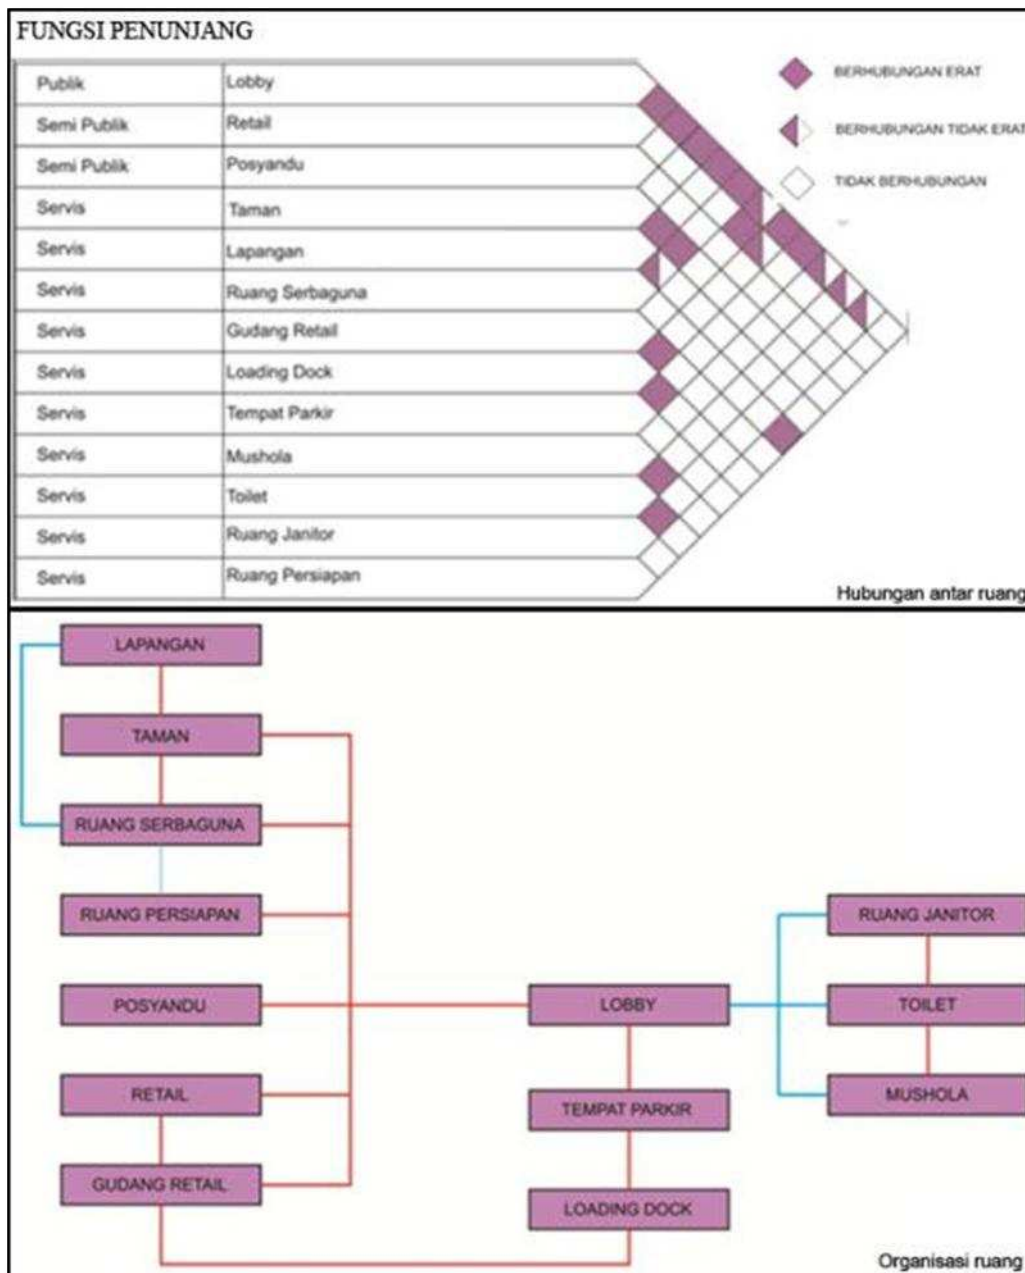 FUNGSI PENUNJANG
Publik Lobby
Semi Publik Retail
Semi Publik Posyandu
Servis Taman
Servis Lapangan
Servis Ruang Serbaguna
Servis Gudang Retail
Servis Loading Dock
Servis Tempat Parkir
Servis Mushola
Servis Toilet
Servis Ruang Janitor
Servis Ruang Persiapan
BERHUBUNGAN ERAT
BERHUBUNGAN TIDAK ERAT
TIDAK BERHUBUNGAN
Hubungan antar ruang
LAPANGAN
TAMAN
RUANG SERBAGUNA
RUANG PERSIAPAN
POSYANDU
RETAIL
GUDANG RETAIL
LOBBY
TEMPAT PARKIR
LOADING DOCK
RUANG JANITOR
TOILET
MUSHOLA
Organisasi ruang